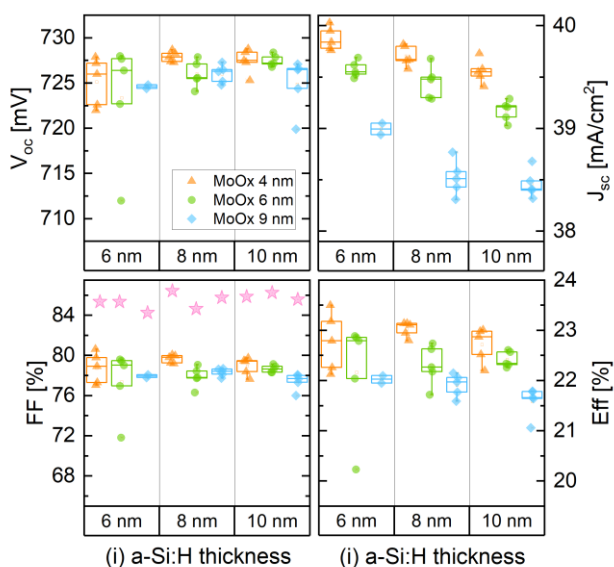 730
725
720
715
710
V_oc [mV]
MoOx 4 nm
MoOx 6 nm
MoOx 9 nm
40
39
38
J_sc [mA/cm²]
6 nm 8 nm 10 nm 6 nm 8 nm 10 nm
84
80
76
72
68
FF [%]
24
23
22
21
20
Eff [%]
6 nm 8 nm 10 nm 6 nm 8 nm 10 nm
(i) a-Si:H thickness (i) a-Si:H thickness